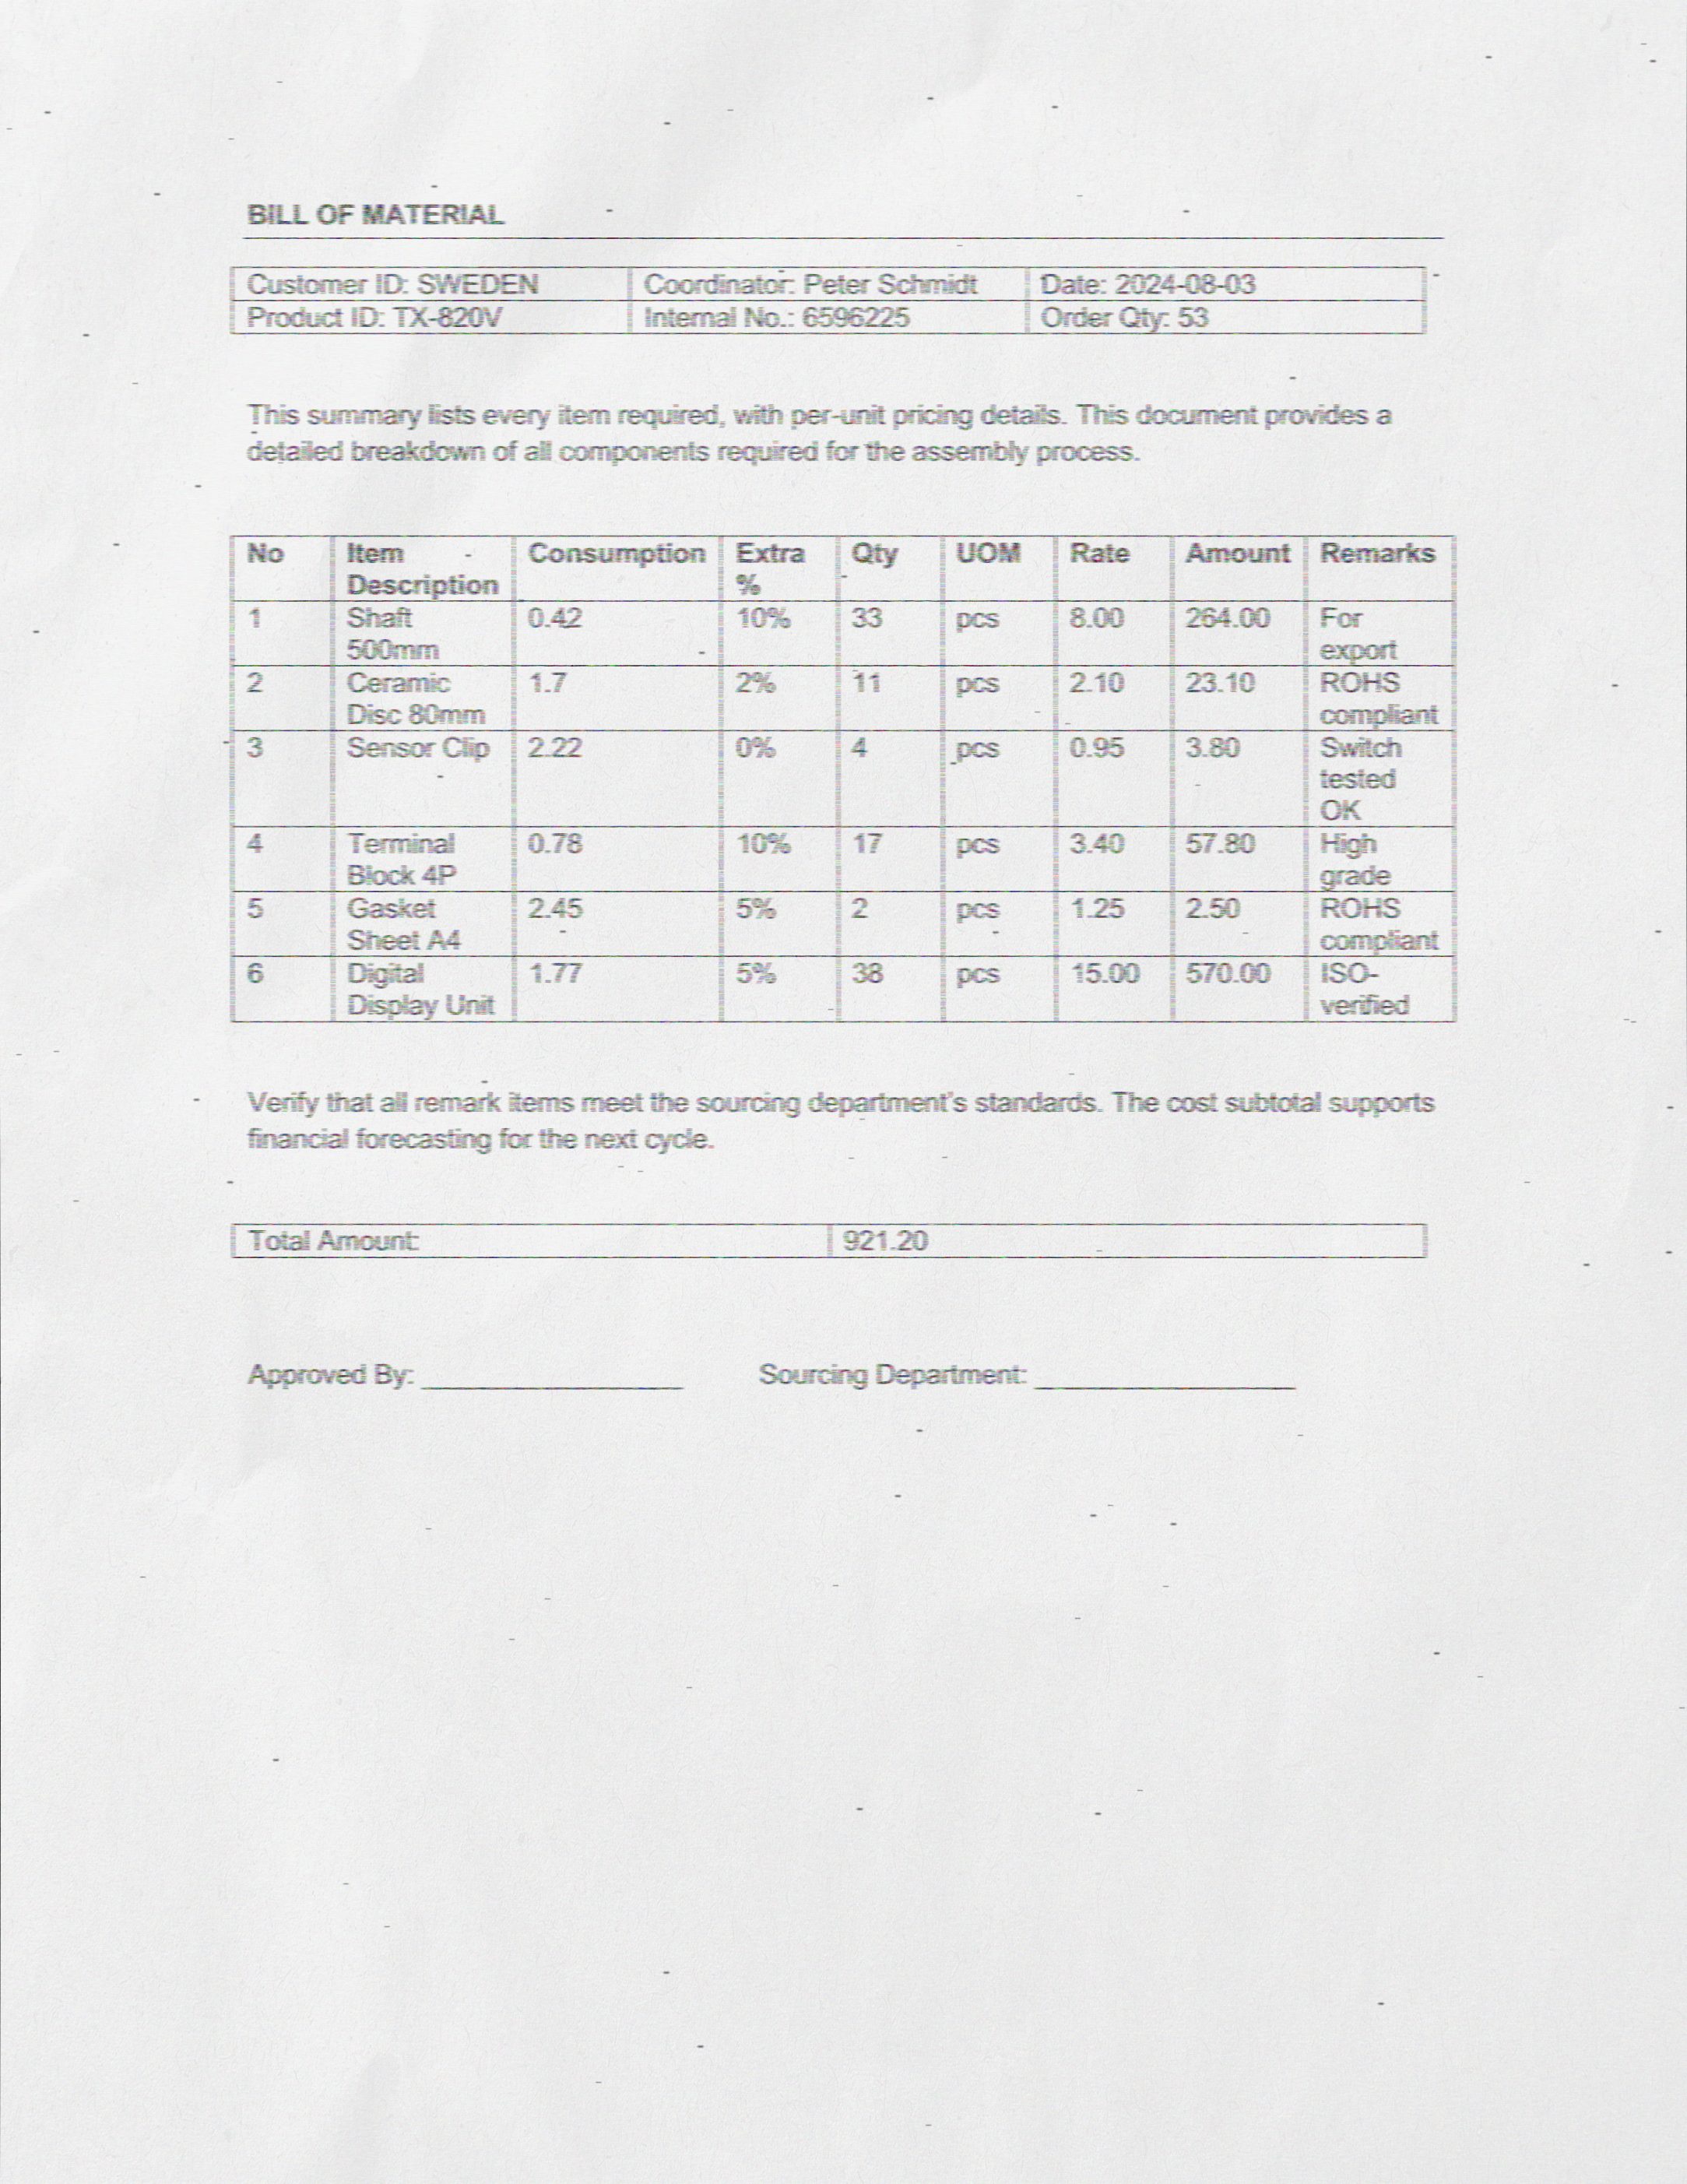 BILL OF MATERIAL
Customer ID: SWEDEN Coordinator: Peter Schmidt Date: 2024-08-03
Product ID: TX-820V Internal No.: 6596225 Order Qty: 53
This summary lists every item required, with per-unit pricing details. This document provides a
detailed breakdown of all components required for the assembly process.
No Item Consumption Extra Qty UOM Rate Amount Remarks
Description %
1 Shaft 0.42 10% 33 pcs 8.00 264.00 For
500mm export
2 Ceramic 1.7 2% 11 pcs 2.10 23.10 ROHS
Disc 80mm compliant
3 Sensor Clip 2.22 0% 4 pcs 0.95 3.80 Switch
tested
OK
4 Terminal 0.78 10% 17 pcs 3.40 57.80 High
Block 4P grade
5 Gasket 2.45 5% 2 pcs 1.25 2.50 ROHS
Sheet A4 compliant
6 Digital 1.77 5% 38 pcs 15.00 570.00 ISO-
Display Unit verified
Verify that all remark items meet the sourcing department's standards. The cost subtotal supports
financial forecasting for the next cycle.
Total Amount: 921.20
Approved By: ____________________ Sourcing Department: ____________________